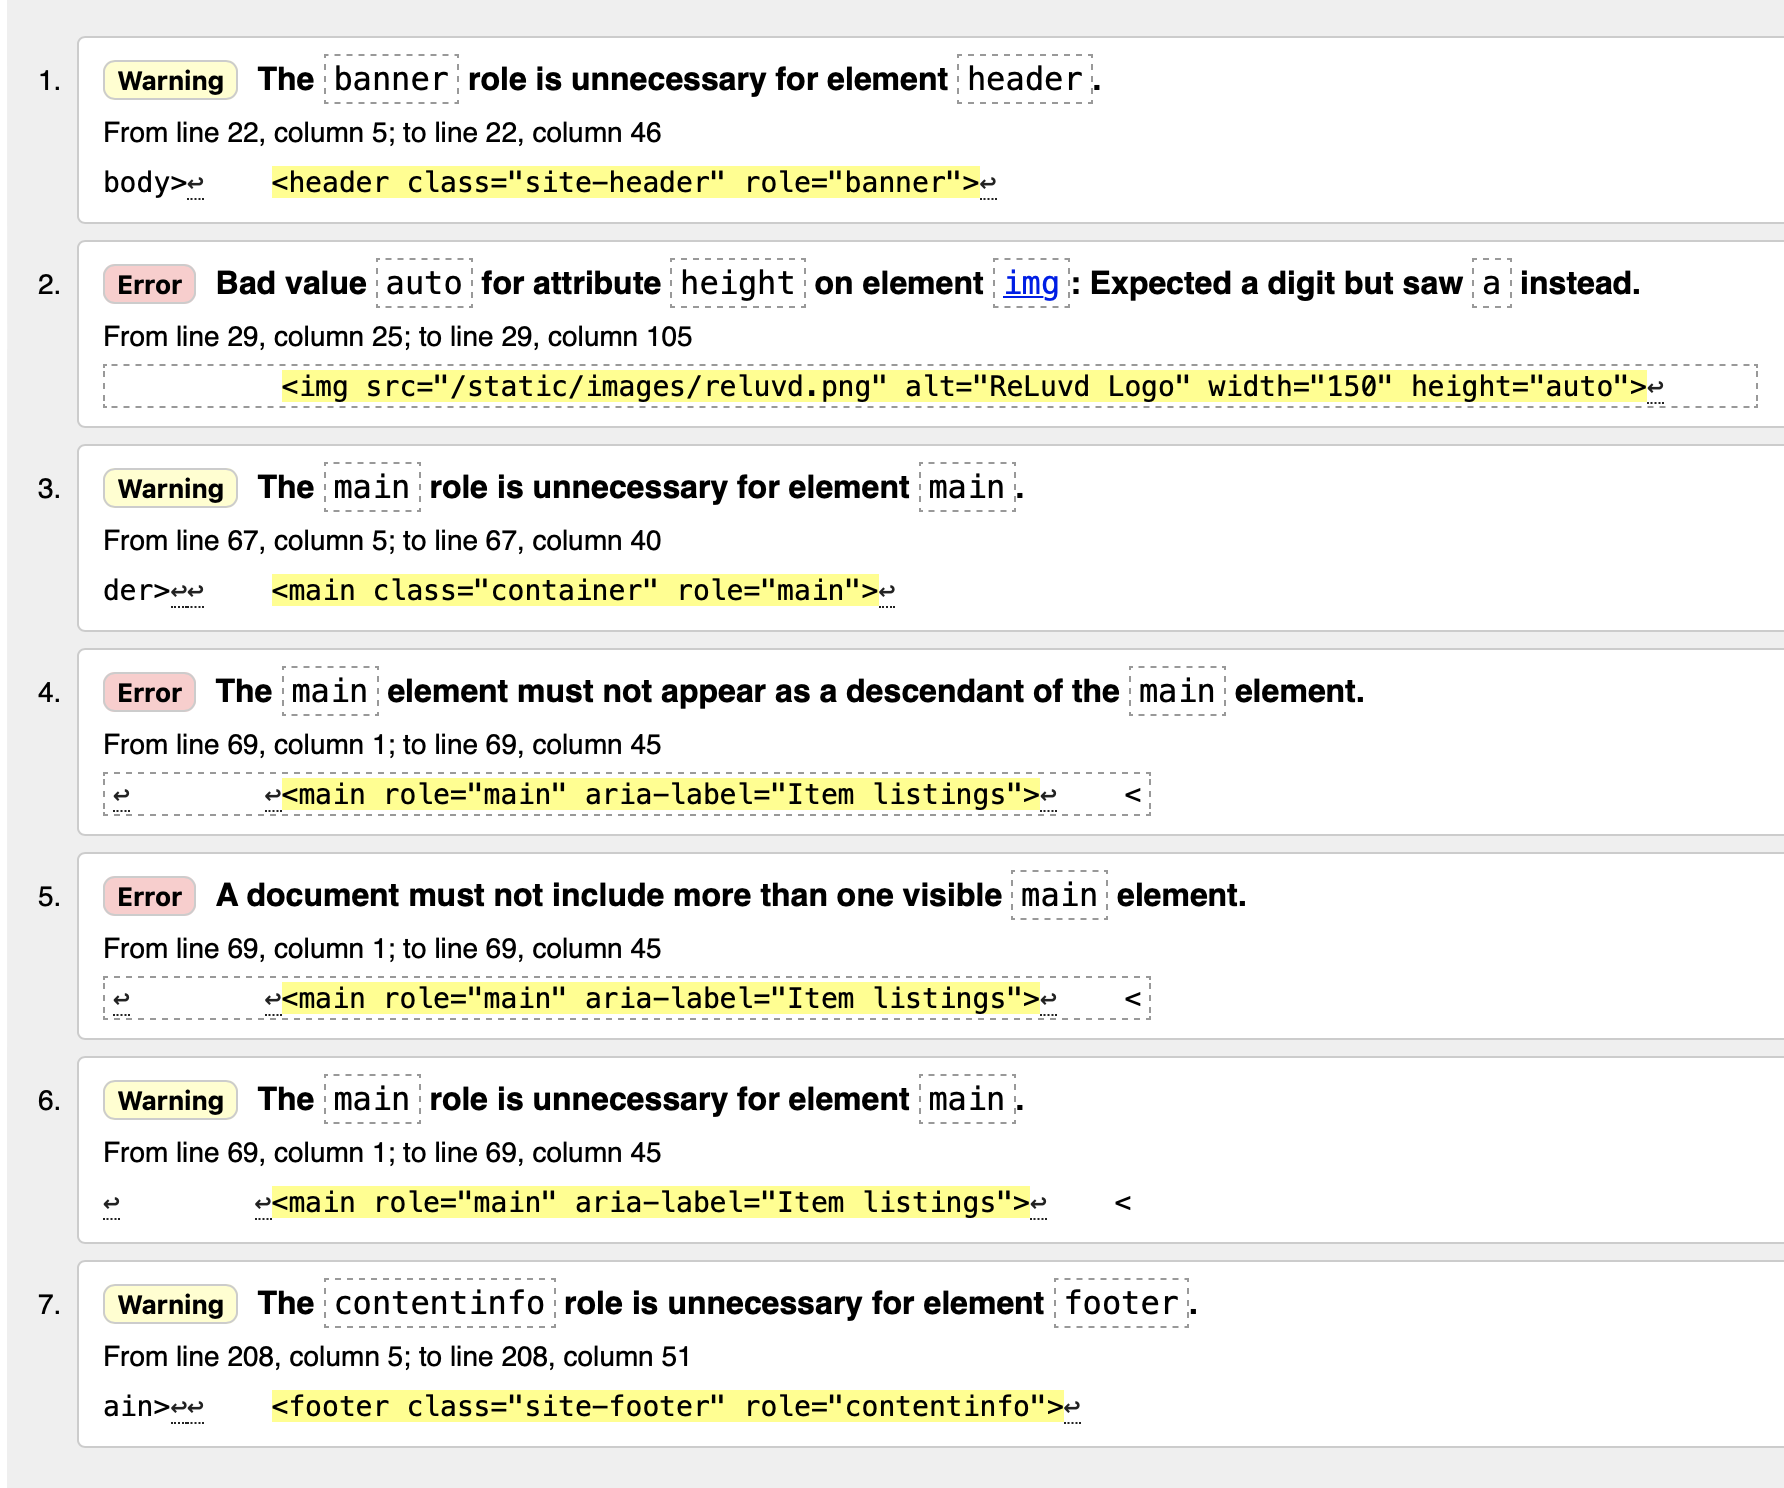 1. Warning The banner role is unnecessary for element header.
From line 22, column 5; to line 22, column 46
body>↩    <header class="site-header" role="banner">↩
2. Error Bad value auto for attribute height on element img: Expected a digit but saw a instead.
From line 29, column 25; to line 29, column 105
<img src="/static/images/reluvd.png" alt="ReLuvd Logo" width="150" height="auto">↩
3. Warning The main role is unnecessary for element main.
From line 67, column 5; to line 67, column 40
der>↩↩    <main class="container" role="main">↩
4. Error The main element must not appear as a descendant of the main element.
From line 69, column 1; to line 69, column 45
↩        ↩<main role="main" aria-label="Item listings">↩    <
5. Error A document must not include more than one visible main element.
From line 69, column 1; to line 69, column 45
↩        ↩<main role="main" aria-label="Item listings">↩    <
6. Warning The main role is unnecessary for element main.
From line 69, column 1; to line 69, column 45
↩        ↩<main role="main" aria-label="Item listings">↩    <
7. Warning The contentinfo role is unnecessary for element footer.
From line 208, column 5; to line 208, column 51
ain>↩↩    <footer class="site-footer" role="contentinfo">↩